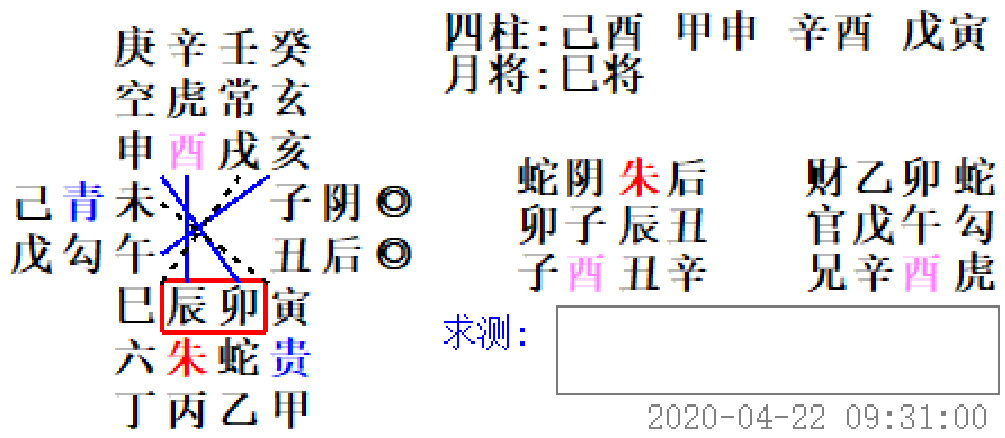 庚辛壬癸
空虎常玄
申酉戌亥
己青未 子阴◎
戊勾午 丑后◎
巳辰卯寅
六朱蛇贵
丁丙乙甲
四柱:己酉 甲申 辛酉 戊寅
月将:巳将
蛇阴朱后
卯子辰丑
子酉丑辛
财乙卯蛇
官戊午勾
兄辛酉虎
求测:
2020-04-22 09:31:00